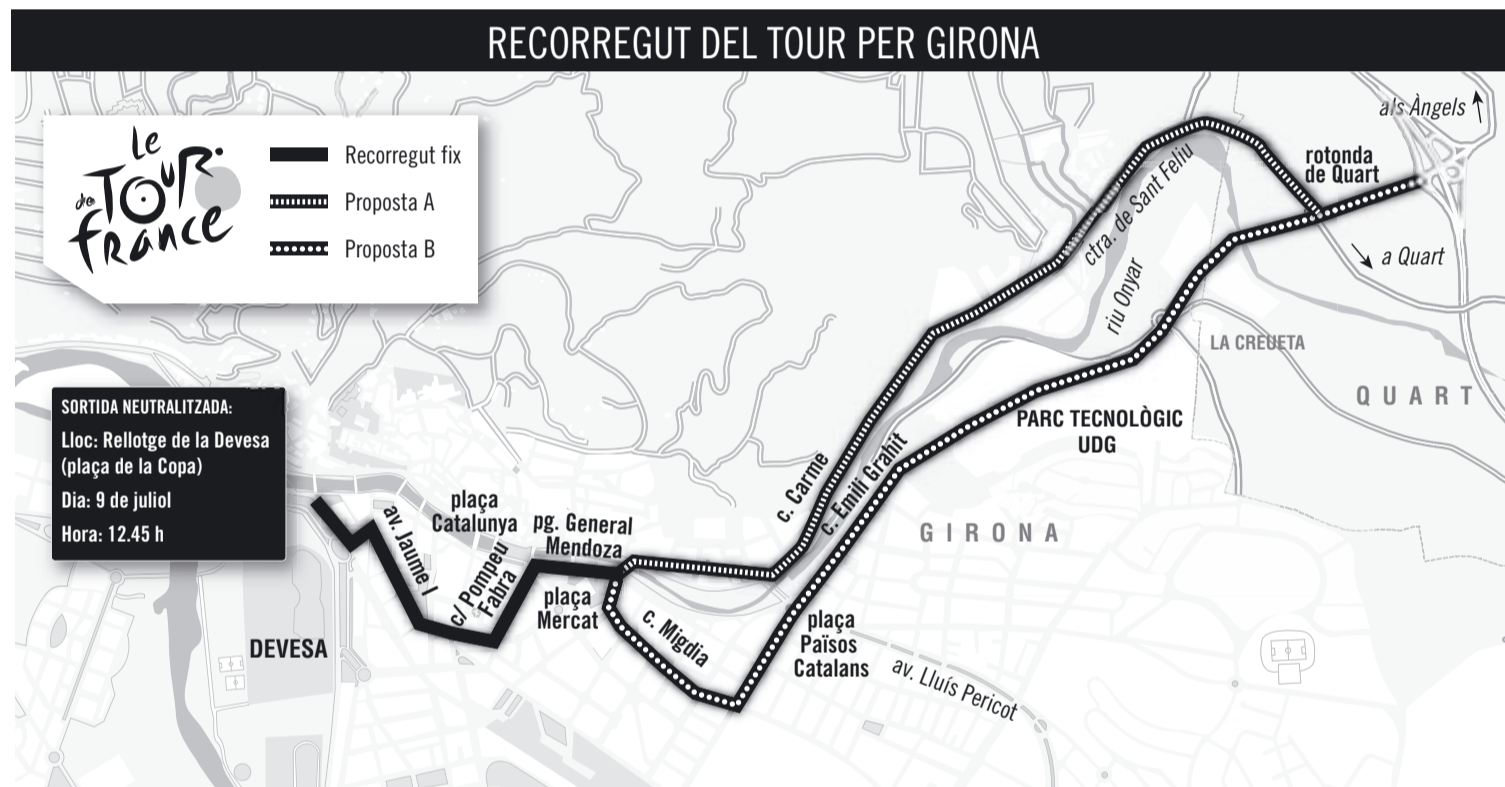 RECORREGUT DEL TOUR PER GIRONA
Le
de TOUR
france
Recorregut fix
Proposta A
Proposta B
als Àngels
rotonda
de Quart
ctra. de Sant Feliu
a Quart
riu Onyar
LA CREUETA
QUART
SORTIDA NEUTRALITZADA:
Lloc: Rellotge de la Devesa
(plaça de la Copa)
Dia: 9 de juliol
Hora: 12.45 h
PARC TECNOLÒGIC
UDG
c. Carme
c. Emili Grahit
GIRONA
av. Jaume I
plaça
Catalunya
pg. General
Mendoza
c/ Pompeu
Fabra
plaça
Mercat
c. Migdia
plaça
Països
Catalans
av. Lluís Pericot
DEVESA